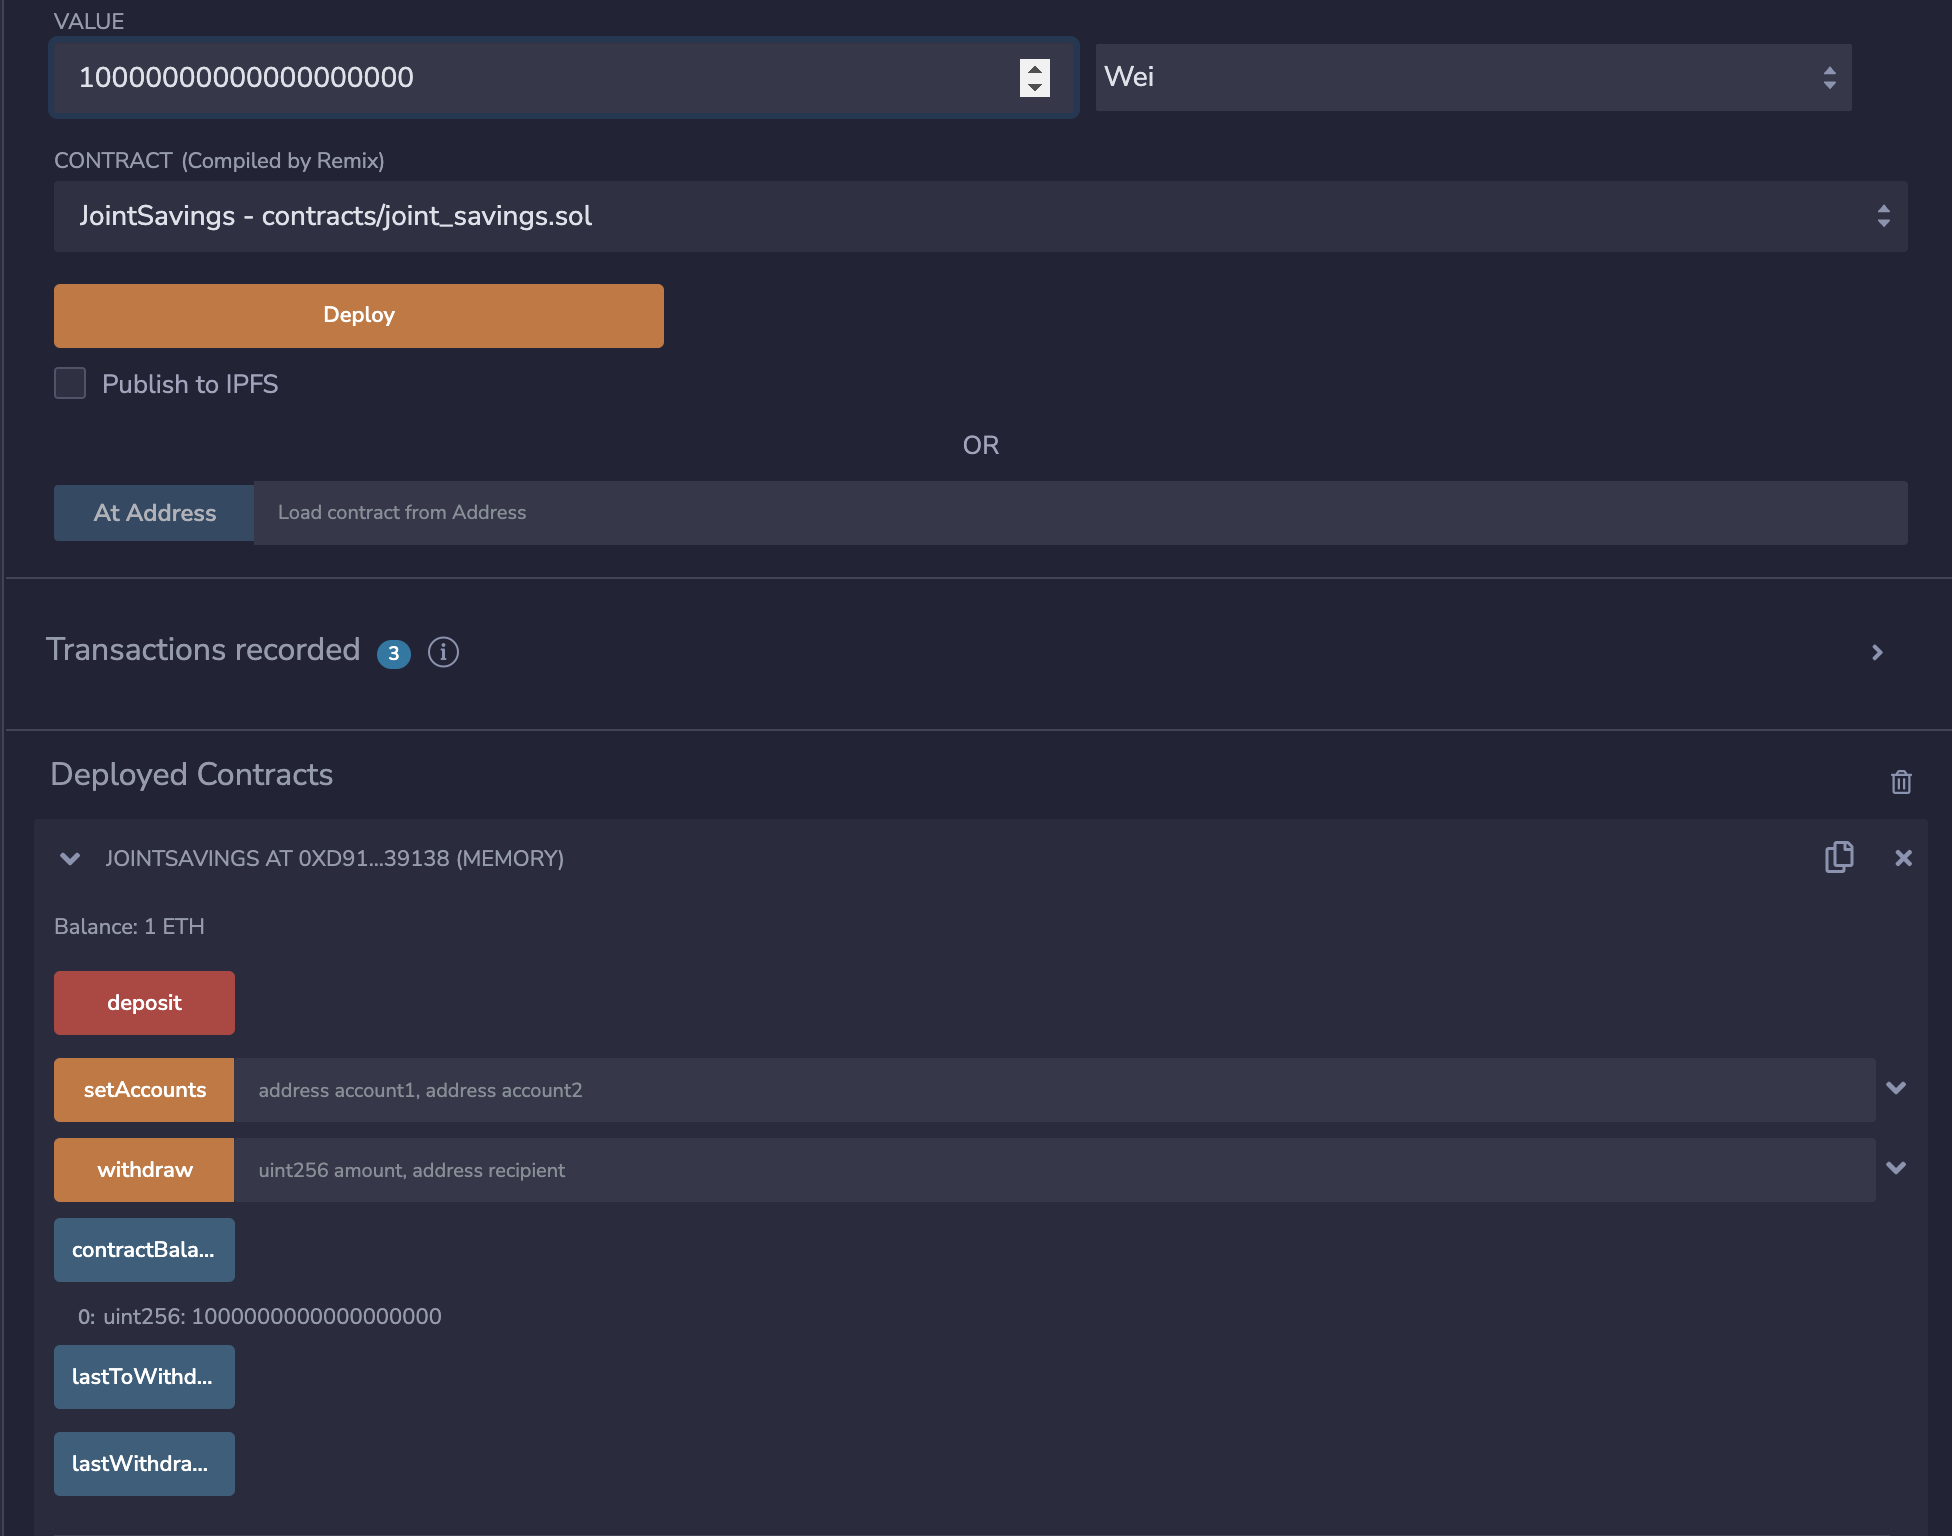 VALUE
10000000000000000000
Wei
CONTRACT (Compiled by Remix)
JointSavings - contracts/joint_savings.sol
Deploy
Publish to IPFS
OR
At Address
Load contract from Address
Transactions recorded 3 i
Deployed Contracts
JOINTSAVINGS AT 0XD91...39138 (MEMORY)
Balance: 1 ETH
deposit
setAccounts
address account1, address account2
withdraw
uint256 amount, address recipient
contractBala...
0: uint256: 1000000000000000000
lastToWithd...
lastWithdra...